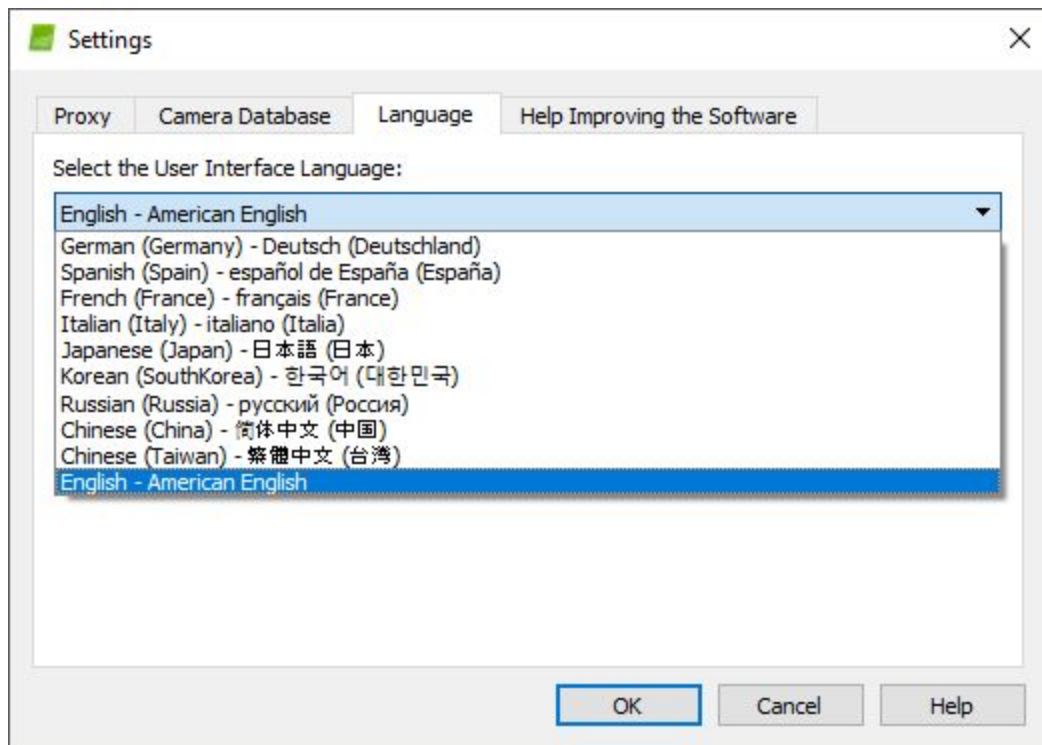 Settings
Proxy Camera Database Language Help Improving the Software
Select the User Interface Language:
English - American English
German (Germany) - Deutsch (Deutschland)
Spanish (Spain) - español de España (España)
French (France) - français (France)
Italian (Italy) - italiano (Italia)
Japanese (Japan) - 日本語 (日本)
Korean (SouthKorea) - 한국어 (대한민국)
Russian (Russia) - русский (Россия)
Chinese (China) - 简体中文 (中国)
Chinese (Taiwan) - 繁體中文 (台湾)
English - American English
OK Cancel Help